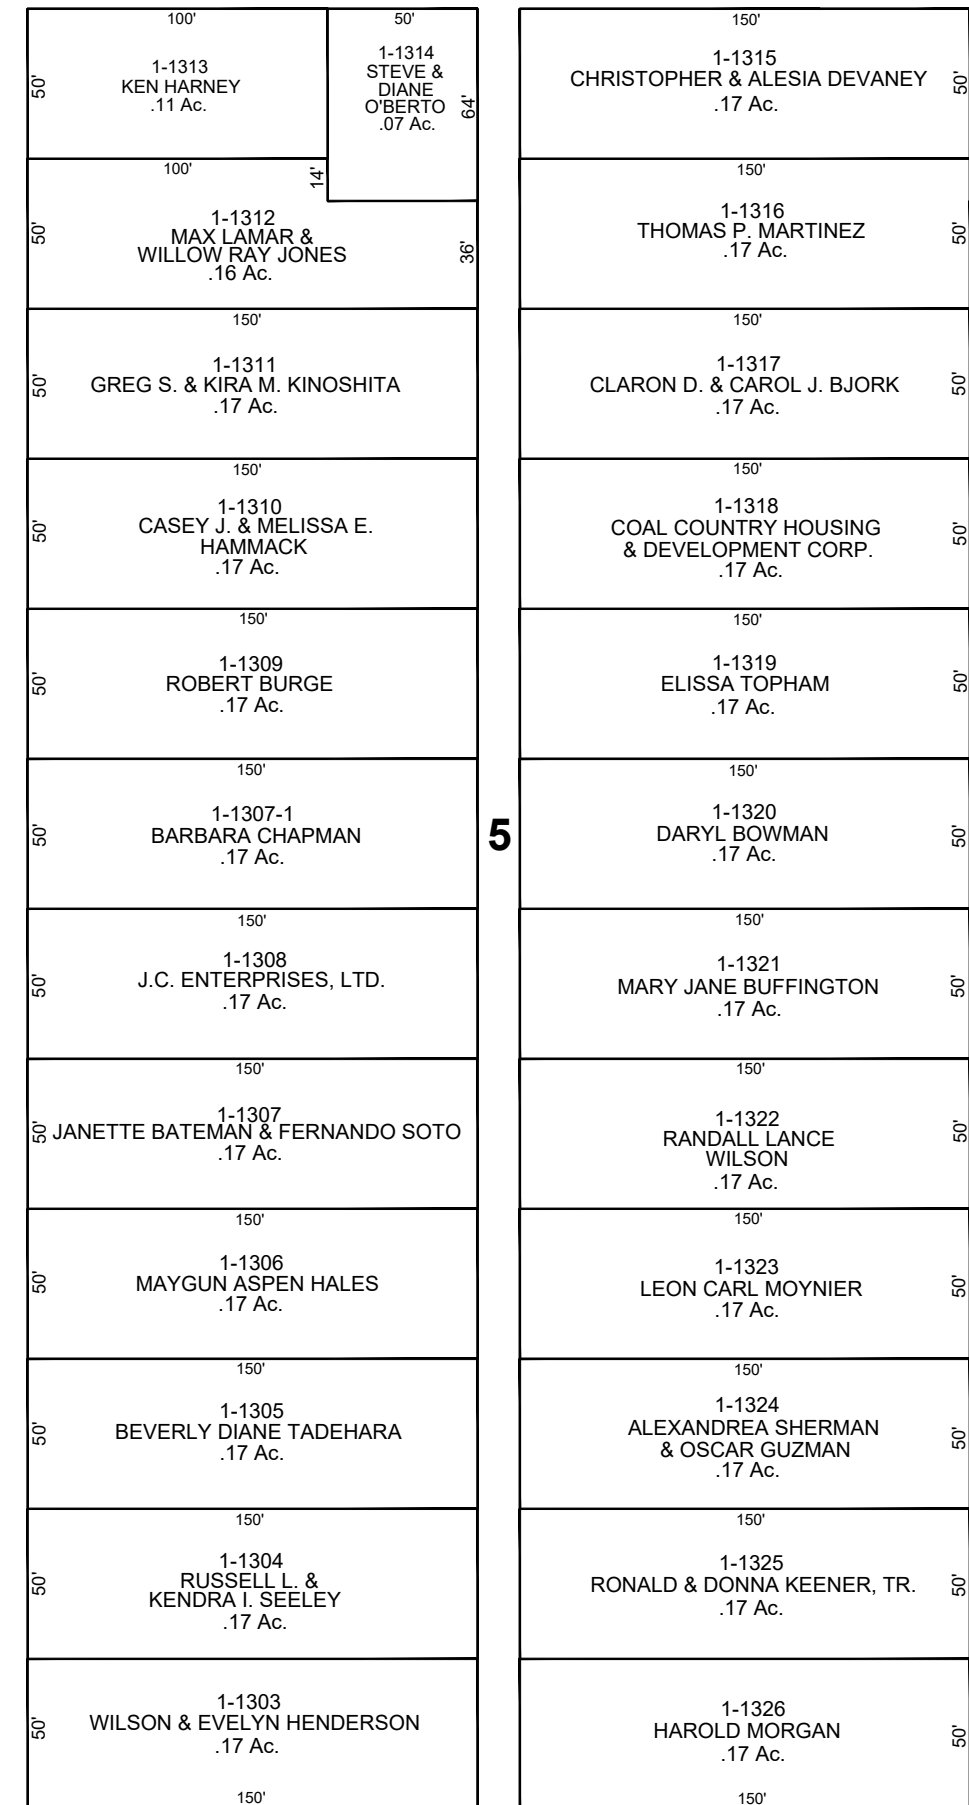 100'
50'
1-1313
KEN HARNEY
.11 Ac.
50'
1-1314
STEVE &
DIANE
O'BERTO
.07 Ac.
64'
100'
14'
50'
1-1312
MAX LAMAR &
WILLOW RAY JONES
.16 Ac.
36'
150'
50'
1-1311
GREG S. & KIRA M. KINOSHITA
.17 Ac.
150'
50'
1-1310
CASEY J. & MELISSA E.
HAMMACK
.17 Ac.
150'
50'
1-1309
ROBERT BURGE
.17 Ac.
150'
50'
1-1307-1
BARBARA CHAPMAN
.17 Ac.
150'
50'
1-1308
J.C. ENTERPRISES, LTD.
.17 Ac.
150'
50'
1-1307
JANETTE BATEMAN & FERNANDO SOTO
.17 Ac.
150'
50'
1-1306
MAYGUN ASPEN HALES
.17 Ac.
150'
50'
1-1305
BEVERLY DIANE TADEHARA
.17 Ac.
150'
50'
1-1304
RUSSELL L. &
KENDRA I. SEELEY
.17 Ac.
50'
1-1303
WILSON & EVELYN HENDERSON
.17 Ac.
150'
5
150'
1-1315
CHRISTOPHER & ALESIA DEVANEY
.17 Ac.
50'
150'
1-1316
THOMAS P. MARTINEZ
.17 Ac.
50'
150'
1-1317
CLARON D. & CAROL J. BJORK
.17 Ac.
50'
150'
1-1318
COAL COUNTRY HOUSING
& DEVELOPMENT CORP.
.17 Ac.
50'
150'
1-1319
ELISSA TOPHAM
.17 Ac.
50'
150'
1-1320
DARYL BOWMAN
.17 Ac.
50'
150'
1-1321
MARY JANE BUFFINGTON
.17 Ac.
50'
150'
1-1322
RANDALL LANCE
WILSON
.17 Ac.
50'
150'
1-1323
LEON CARL MOYNIER
.17 Ac.
50'
150'
1-1324
ALEXANDREA SHERMAN
& OSCAR GUZMAN
.17 Ac.
50'
150'
1-1325
RONALD & DONNA KEENER, TR.
.17 Ac.
50'
1-1326
HAROLD MORGAN
.17 Ac.
50'
150'